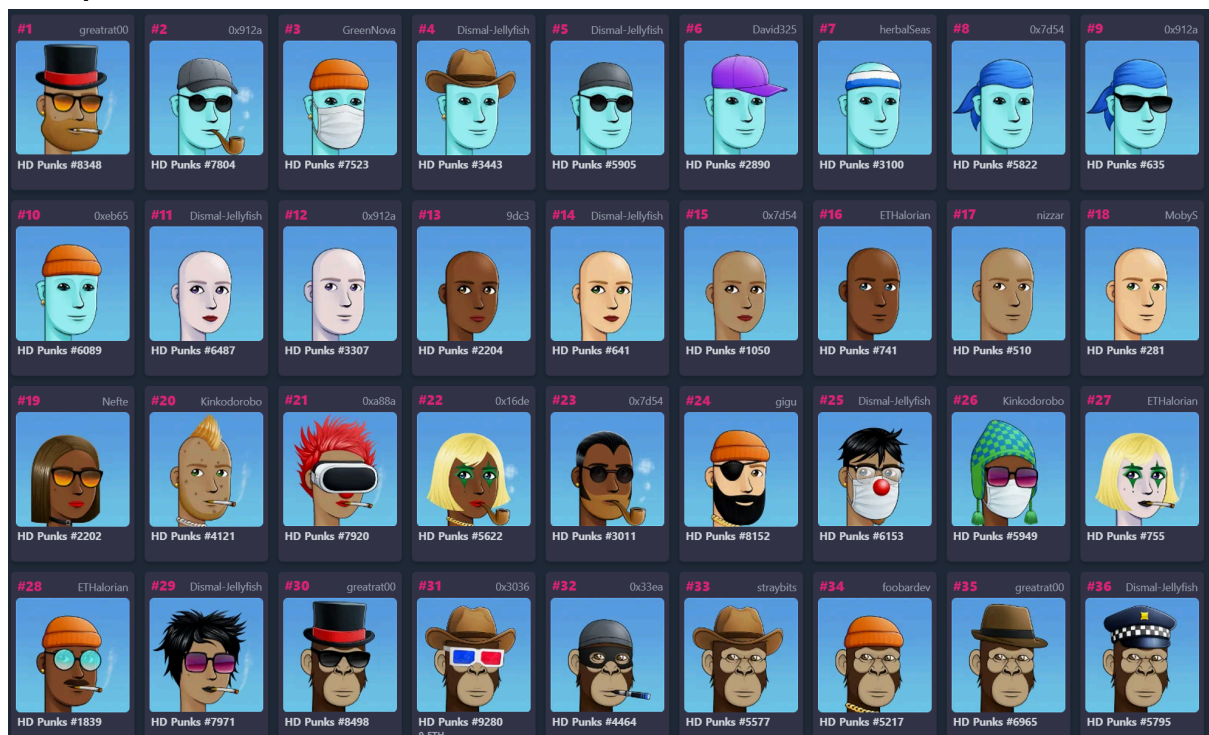 #1 greatrat00 #2 0x912a #3 GreenNova #4 Dismal-Jellyfish #5 Dismal-Jellyfish #6 David325 #7 herbalSeas #8 0x7d54 #9 0x912a
HD Punks #8348 HD Punks #7804 HD Punks #7523 HD Punks #3443 HD Punks #5905 HD Punks #2890 HD Punks #3100 HD Punks #5822 HD Punks #635
#10 0xeb65 #11 Dismal-Jellyfish #12 0x912a #13 9dc3 #14 Dismal-Jellyfish #15 0x7d54 #16 ETHalorian #17 nizzar #18 MobyS
HD Punks #6089 HD Punks #6487 HD Punks #3307 HD Punks #2204 HD Punks #641 HD Punks #1050 HD Punks #741 HD Punks #510 HD Punks #281
#19 Nefte #20 Kinkodorobo #21 0xa88a #22 0x16de #23 0x7d54 #24 gigu #25 Dismal-Jellyfish #26 Kinkodorobo #27 ETHalorian
HD Punks #2202 HD Punks #4121 HD Punks #7920 HD Punks #5622 HD Punks #3011 HD Punks #8152 HD Punks #6153 HD Punks #5949 HD Punks #755
#28 ETHalorian #29 Dismal-Jellyfish #30 greatrat00 #31 0x3036 #32 0x33ea #33 straybits #34 foobardev #35 greatrat00 #36 Dismal-Jellyfish
HD Punks #1839 HD Punks #7971 HD Punks #8498 HD Punks #9280 HD Punks #4464 HD Punks #5577 HD Punks #5217 HD Punks #6965 HD Punks #5795